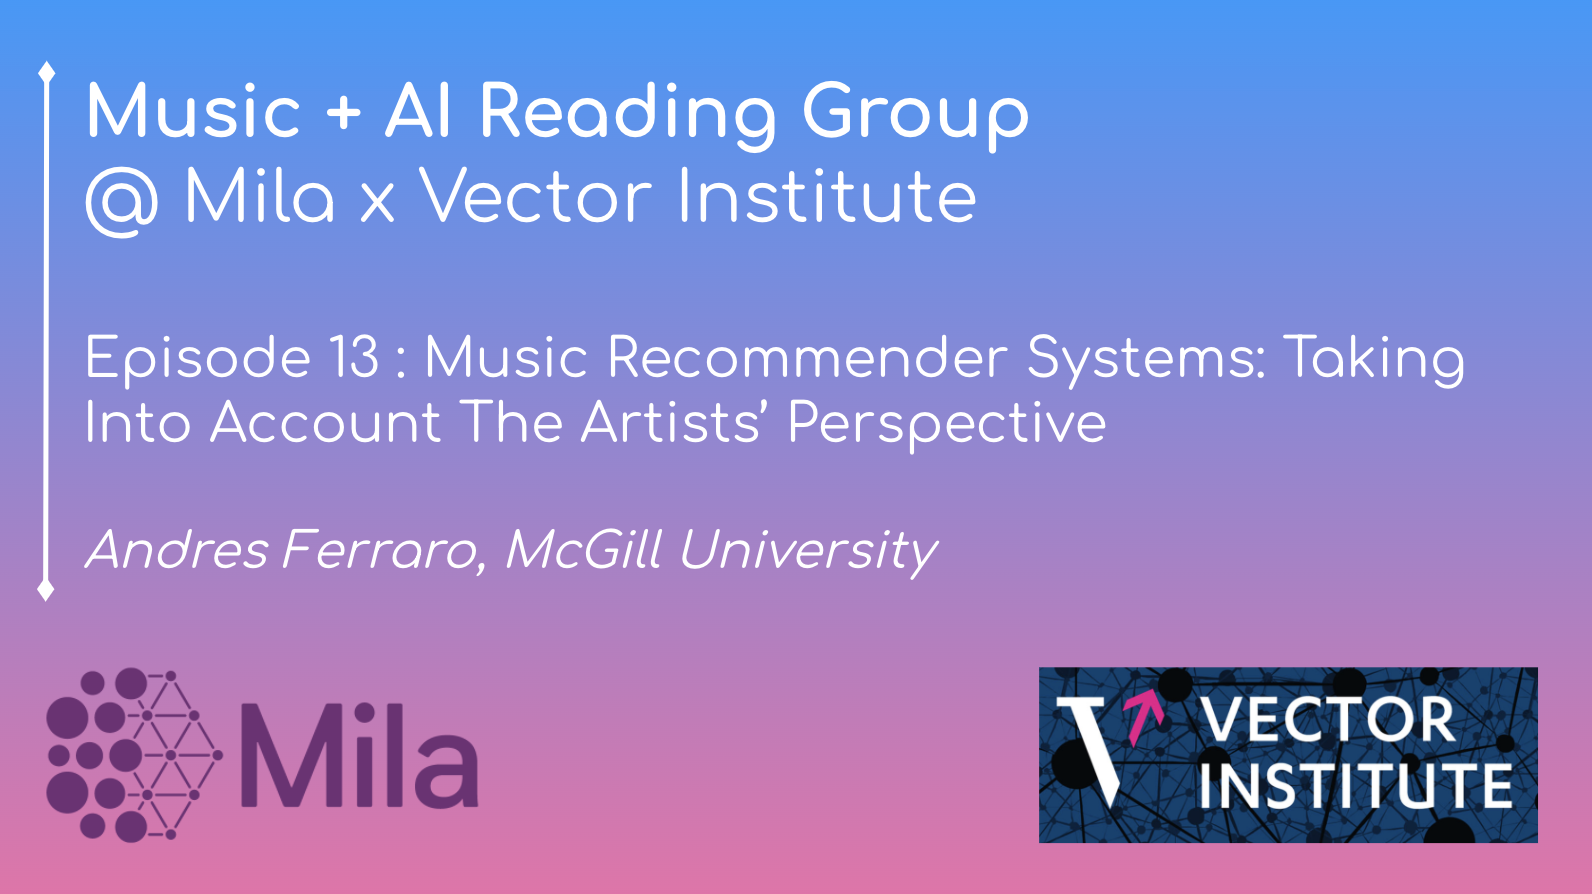 Music + AI Reading Group
@ Mila x Vector Institute
Episode 13 : Music Recommender Systems: Taking
Into Account The Artists’ Perspective
Andres Ferraro, McGill University
Mila
VECTOR
INSTITUTE